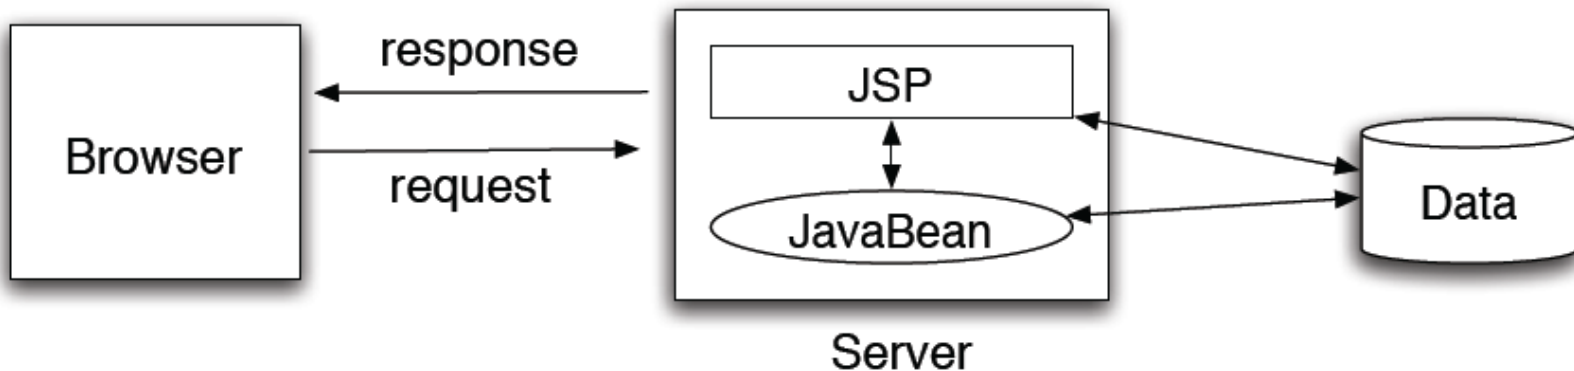 response
JSP
Browser
request
JavaBean
Data
Server